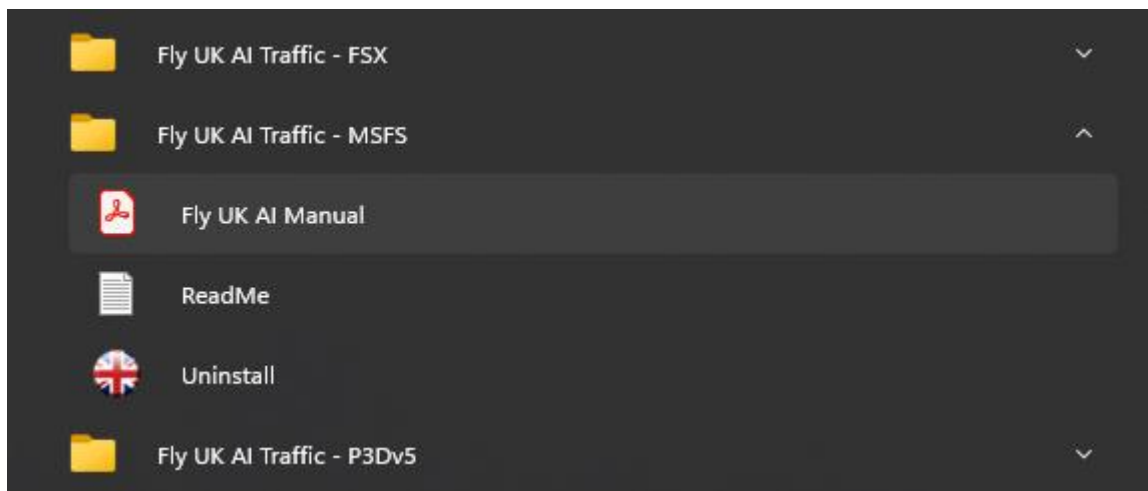 Fly UK AI Traffic - FSX
Fly UK AI Traffic - MSFS
Fly UK AI Manual
ReadMe
Uninstall
Fly UK AI Traffic - P3Dv5